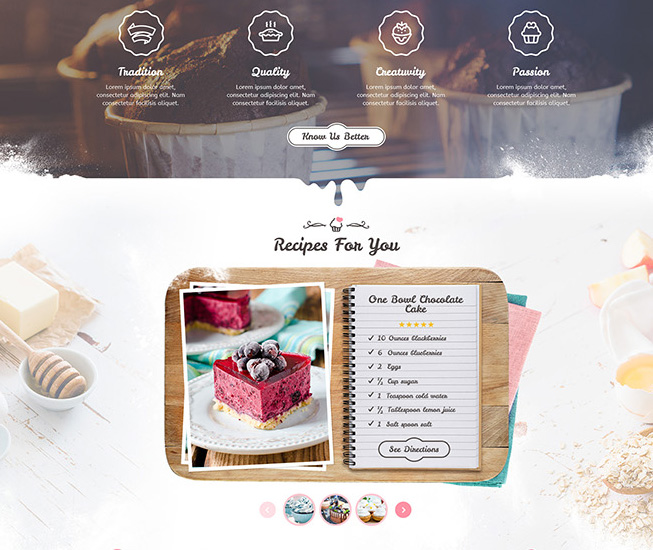 Tradition
Lorem ipsum dolor amet,
consectetur adipiscing elit. Nam
consectetur facilisis aliquet.
Quality
Lorem ipsum dolor amet,
consectetur adipiscing elit. Nam
consectetur facilisis aliquet.
Creativity
Lorem ipsum dolor amet,
consectetur adipiscing elit. Nam
consectetur facilisis aliquet.
Passion
Lorem ipsum dolor amet,
consectetur adipiscing elit. Nam
consectetur facilisis aliquet.
Know Us Better
Recipes For You
One Bowl Chocolate
Cake
10 Ounces blackberries
6 Ounces blueberries
2 Eggs
½ Cup sugar
1 Teaspoon cold water
½ Tablespoon lemon juice
1 Salt spoon salt
See Directions